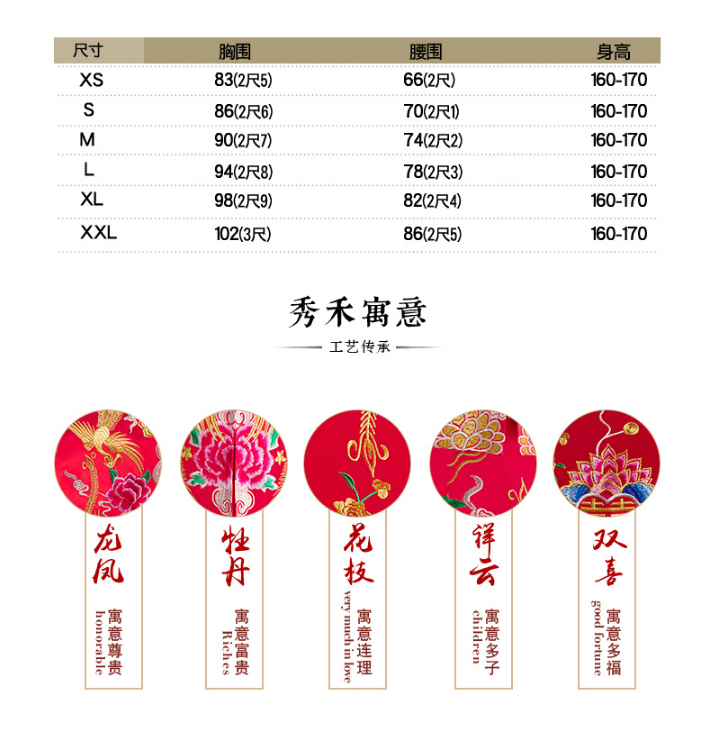 尺寸 胸围 腰围 身高
XS 83(2尺5) 66(2尺) 160-170
S 86(2尺6) 70(2尺1) 160-170
M 90(2尺7) 74(2尺2) 160-170
L 94(2尺8) 78(2尺3) 160-170
XL 98(2尺9) 82(2尺4) 160-170
XXL 102(3尺) 86(2尺5) 160-170
秀禾寓意
工艺传承
龙凤
寓意尊贵
honorable
牡丹
寓意富贵
Riches
花枝
寓意连理
very much in love
祥云
寓意多子
children
双喜
寓意多福
good fortune